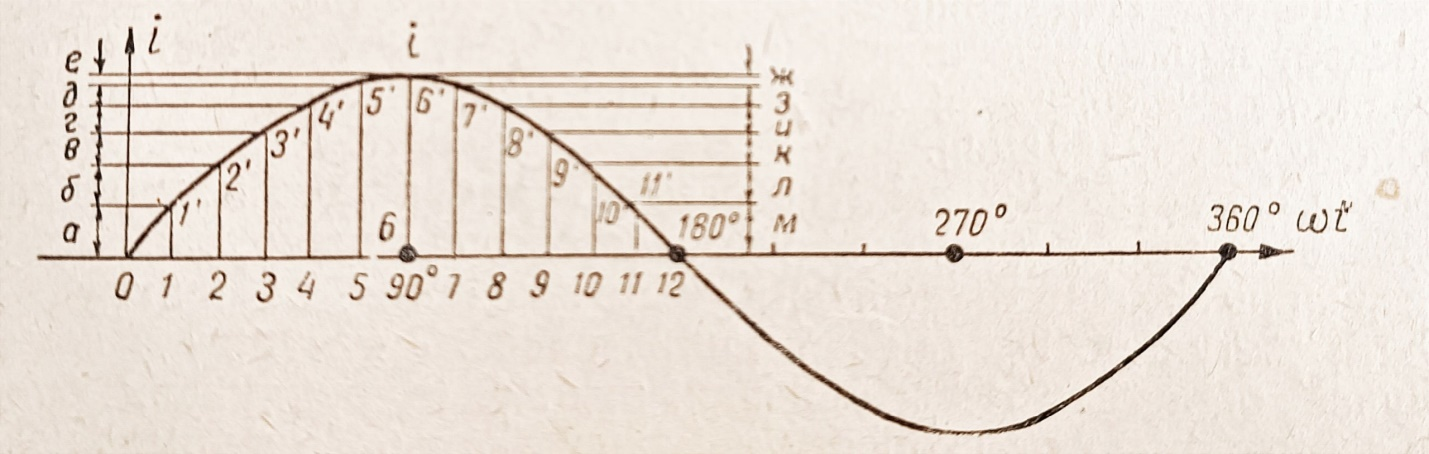 i i
е ж
д 5' 6' 7' з
г 4' 8' и
в 3' 9' к
б 2' 11' л
а 1' 6 10' 180° м 270° 360° ωt
0 1 2 3 4 5 90° 7 8 9 10 11 12